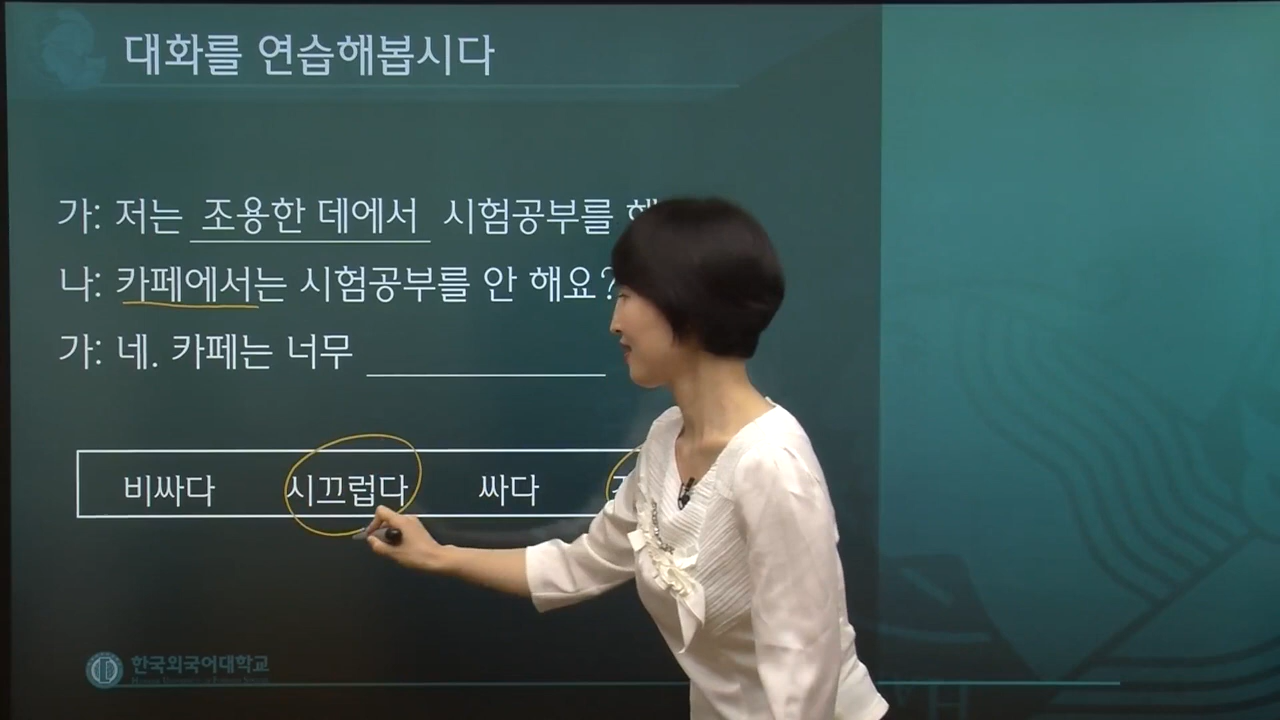 대화를 연습해봅시다
가: 저는 조용한 데에서 시험공부를
나: 카페에서는 시험공부를 안 해요?
가: 네. 카페는 너무
비싸다 시끄럽다 싸다
한국외국어대학교